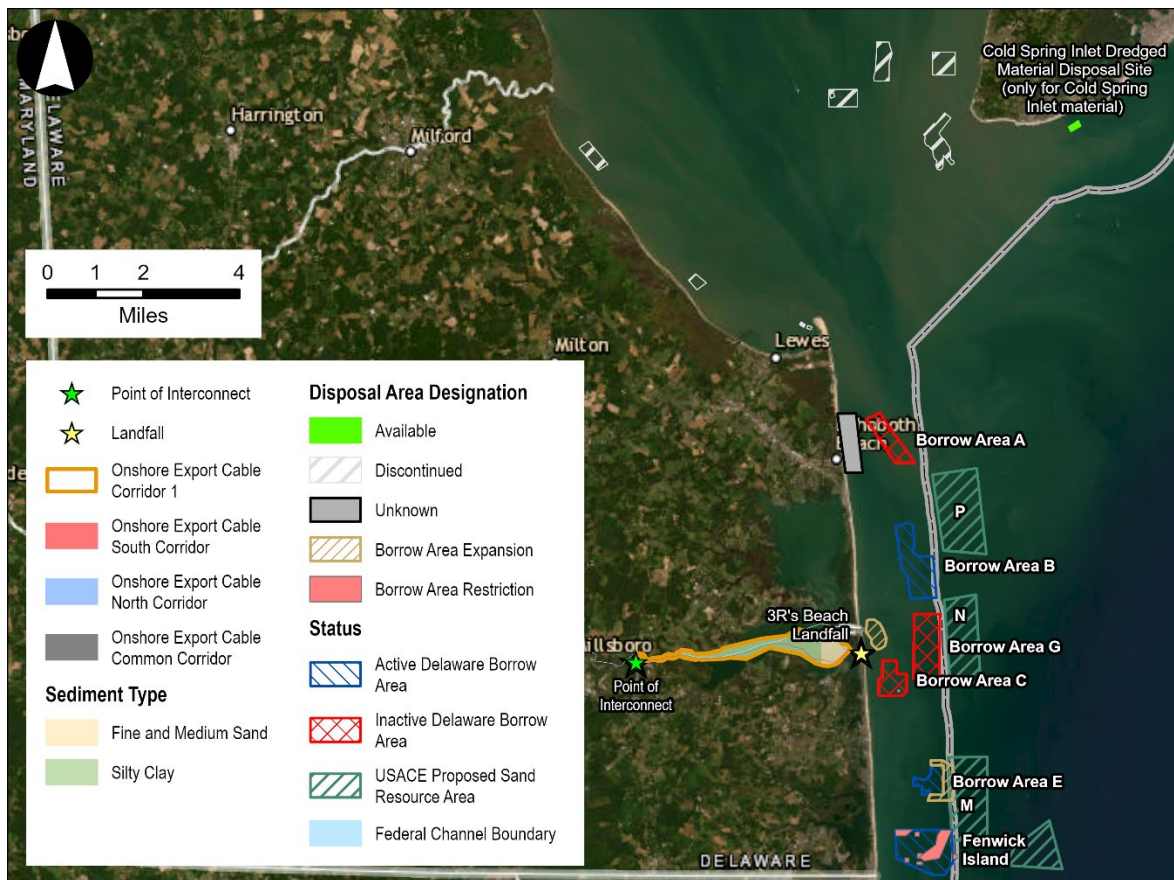 MARYLAND
DELAWARE
Harrington
Milford
Cold Spring Inlet Dredged
Material Disposal Site
(only for Cold Spring
Inlet material)
0 1 2 4
Miles
Milton
Lewes
Borrow Area A
P
Borrow Area B
N
3R's Beach
Landfall
Borrow Area G
Borrow Area C
Point of
Interconnect
Borrow Area E
M
Fenwick
Island
DELAWARE
Point of Interconnect
Landfall
Onshore Export Cable
Corridor 1
Onshore Export Cable
South Corridor
Onshore Export Cable
North Corridor
Onshore Export Cable
Common Corridor
Sediment Type
Fine and Medium Sand
Silty Clay
Disposal Area Designation
Available
Discontinued
Unknown
Borrow Area Expansion
Borrow Area Restriction
Status
Active Delaware Borrow
Area
Inactive Delaware Borrow
Area
USACE Proposed Sand
Resource Area
Federal Channel Boundary